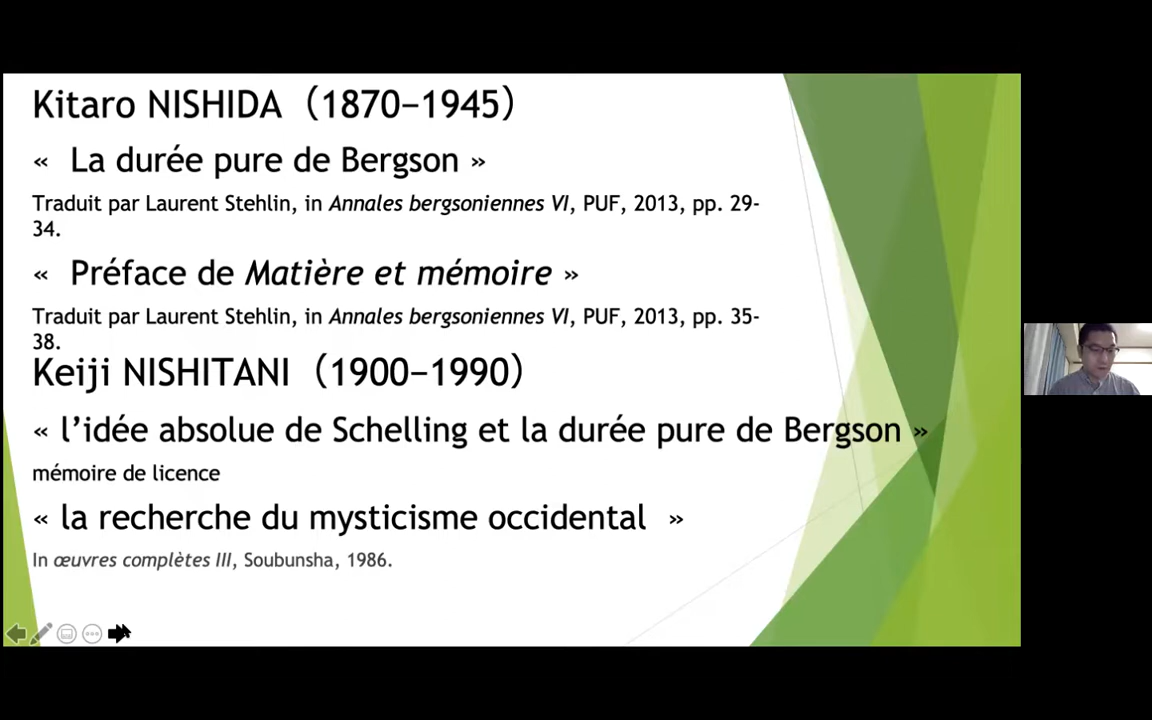 Kitaro NISHIDA（1870−1945）
«  La durée pure de Bergson »
Traduit par Laurent Stehlin, in Annales bergsoniennes VI, PUF, 2013, pp. 29-
34.
«  Préface de Matière et mémoire »
Traduit par Laurent Stehlin, in Annales bergsoniennes VI, PUF, 2013, pp. 35-
38.
Keiji NISHITANI（1900−1990）
« l’idée absolue de Schelling et la durée pure de Bergson »
mémoire de licence
« la recherche du mysticisme occidental  »
In œuvres complètes III, Soubunsha, 1986.